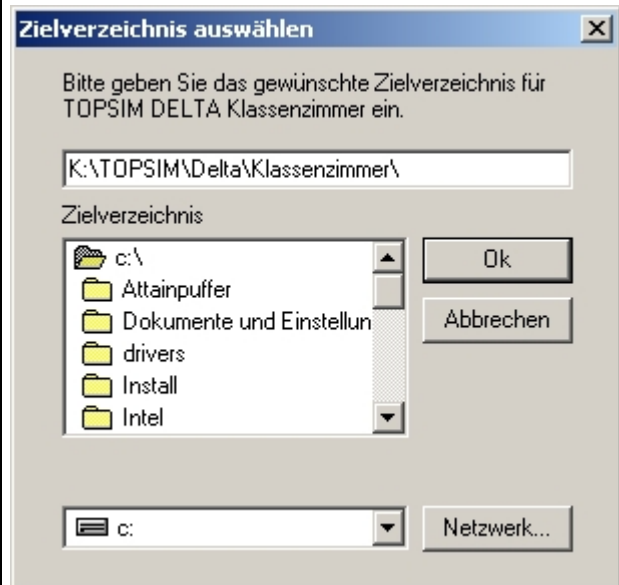 Zielverzeichnis auswählen
Bitte geben Sie das gewünschte Zielverzeichnis für
TOPSIM DELTA Klassenzimmer ein.
K:\TOPSIM\Delta\Klassenzimmer\
Zielverzeichnis
c:\
Attainpuffer
Dokumente und Einstellun
drivers
Install
Intel
Ok
Abbrechen
c:
Netzwerk...